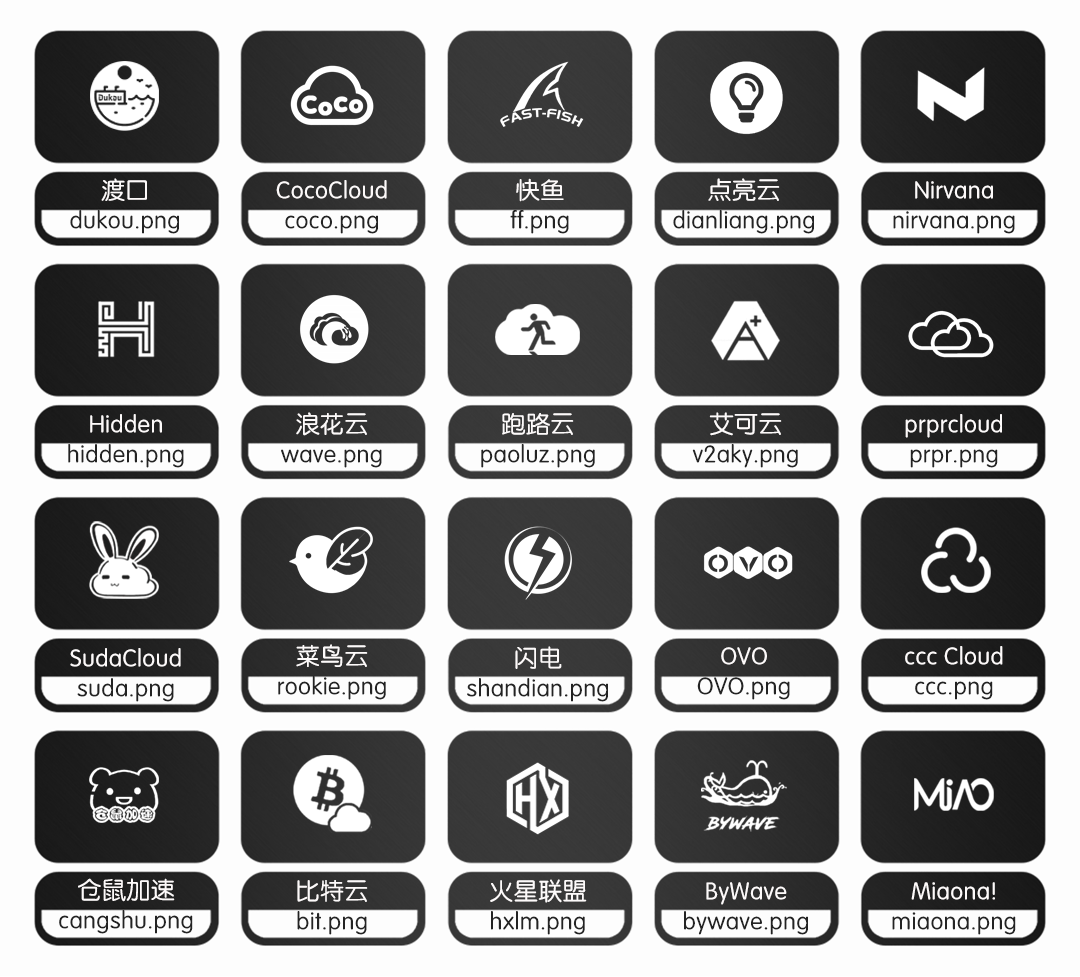 Dukou
CoCo
FAST-FISH
N
渡口
CocoCloud
快鱼
点亮云
Nirvana
dukou.png
coco.png
ff.png
dianliang.png
nirvana.png
H
A+
Hidden
浪花云
跑路云
艾可云
prprcloud
hidden.png
wave.png
paoluz.png
v2aky.png
prpr.png
OVO
SudaCloud
菜鸟云
闪电
OVO
ccc Cloud
suda.png
rookie.png
shandian.png
OVO.png
ccc.png
仓鼠加速
HX
BYWAVE
MiAO
仓鼠加速
比特云
火星联盟
ByWave
Miaona!
cangshu.png
bit.png
hxlm.png
bywave.png
miaona.png